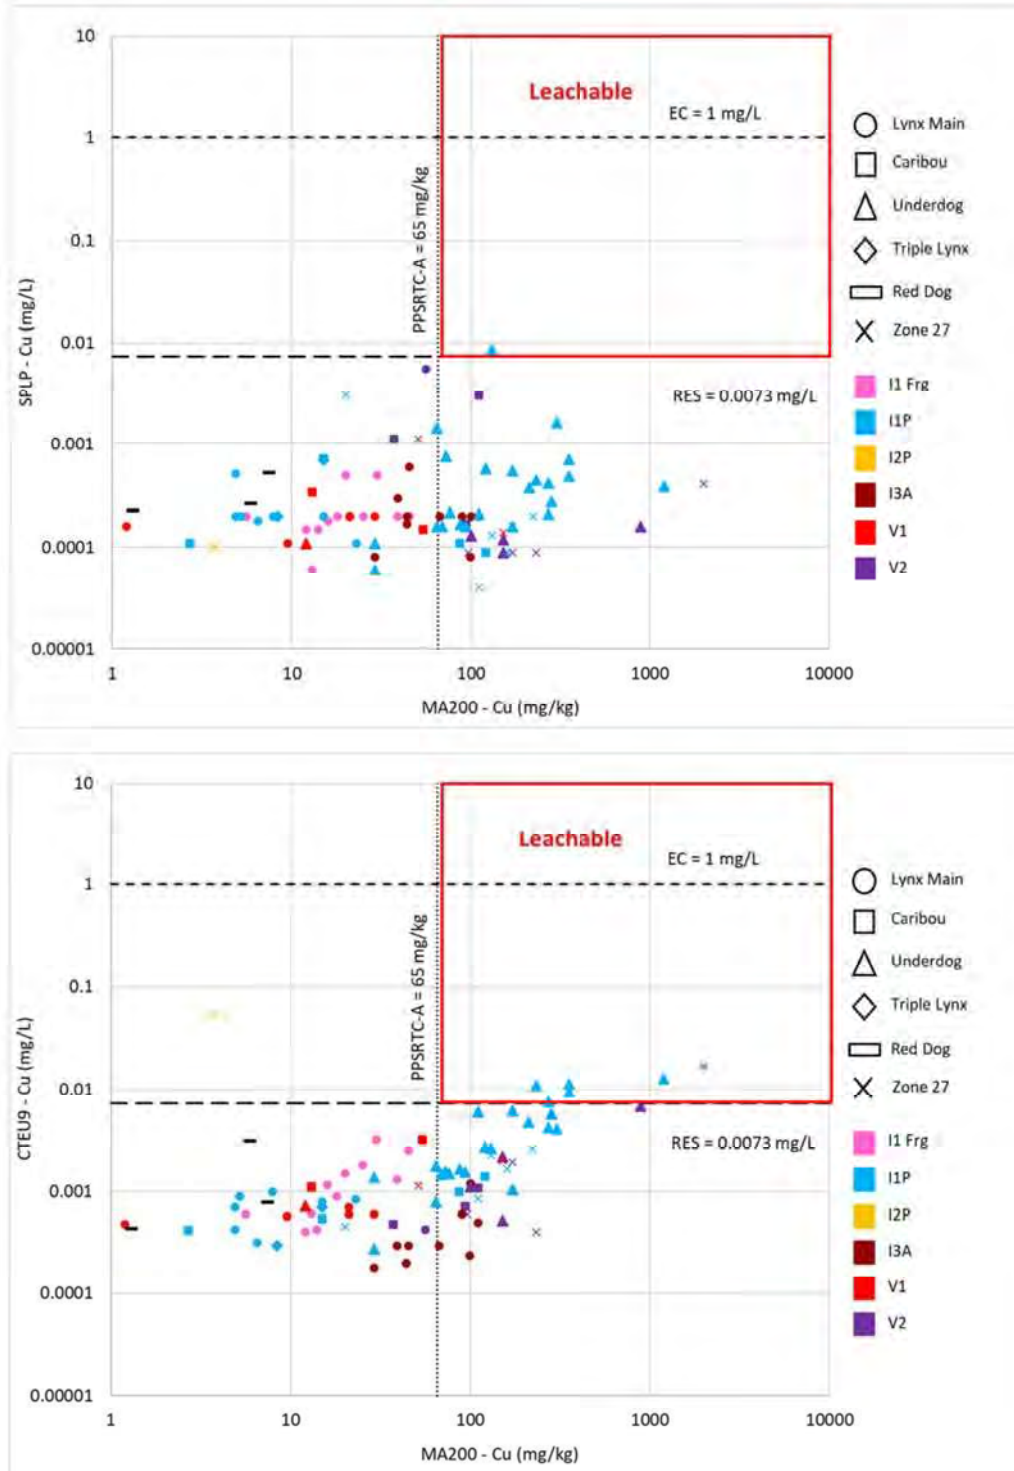 10
1
0.1
0.01
0.001
0.0001
0.00001
SPLP - Cu (mg/L)
Leachable
EC = 1 mg/L
PPSRTC-A = 65 mg/kg
RES = 0.0073 mg/L
1
10
100
1000
10000
MA200 - Cu (mg/kg)
Lynx Main
Caribou
Underdog
Triple Lynx
Red Dog
Zone 27
I1 Frg
I1P
I2P
I3A
V1
V2
10
1
0.1
0.01
0.001
0.0001
0.00001
CTEU9 - Cu (mg/L)
Leachable
EC = 1 mg/L
PPSRTC-A = 65 mg/kg
RES = 0.0073 mg/L
1
10
100
1000
10000
MA200 - Cu (mg/kg)
Lynx Main
Caribou
Underdog
Triple Lynx
Red Dog
Zone 27
I1 Frg
I1P
I2P
I3A
V1
V2